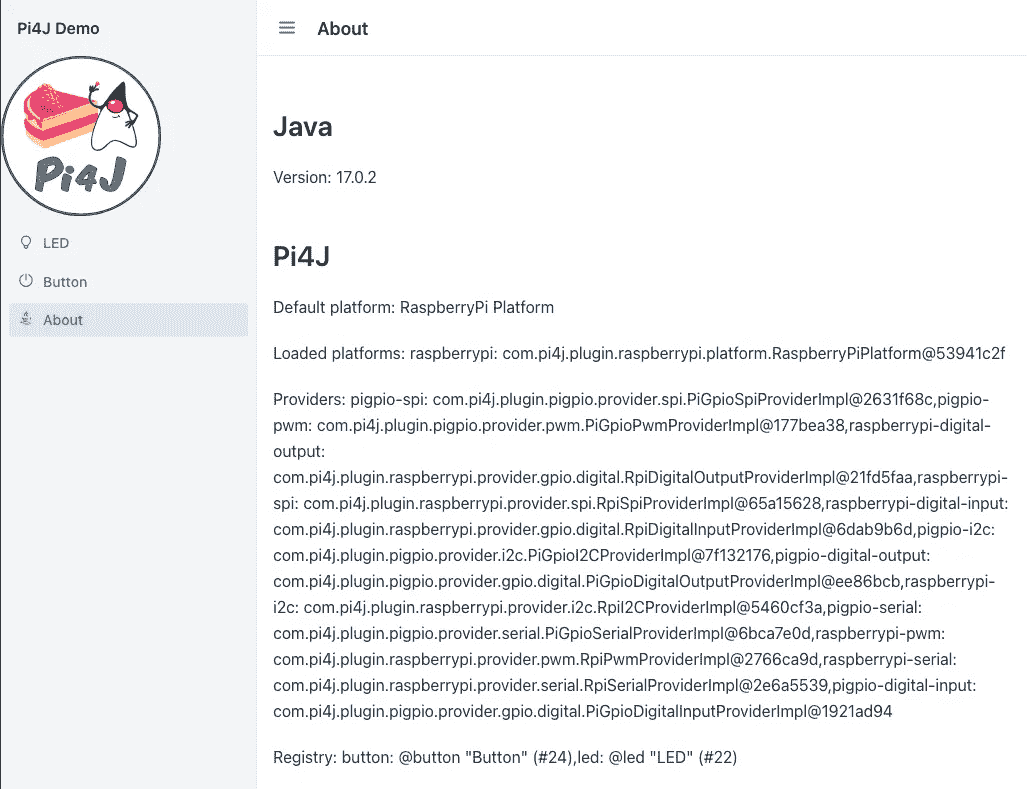 Pi4J Demo
Pi4J
LED
Button
About
About
Java
Version: 17.0.2
Pi4J
Default platform: RaspberryPi Platform
Loaded platforms: raspberrypi: com.pi4j.plugin.raspberrypi.platform.RaspberryPiPlatform@53941c2f
Providers: pigpio-spi: com.pi4j.plugin.pigpio.provider.spi.PiGpioSpiProviderImpl@2631f68c,pigpio-
pwm: com.pi4j.plugin.pigpio.provider.pwm.PiGpioPwmProviderImpl@177bea38,raspberrypi-digital-
output:
com.pi4j.plugin.raspberrypi.provider.gpio.digital.RpiDigitalOutputProviderImpl@21fd5faa,raspberrypi-
spi: com.pi4j.plugin.raspberrypi.provider.spi.RpiSpiProviderImpl@65a15628,raspberrypi-digital-input:
com.pi4j.plugin.raspberrypi.provider.gpio.digital.RpiDigitalInputProviderImpl@6dab9b6d,pigpio-i2c:
com.pi4j.plugin.pigpio.provider.i2c.PiGpioI2CProviderImpl@7f132176,pigpio-digital-output:
com.pi4j.plugin.pigpio.provider.gpio.digital.PiGpioDigitalOutputProviderImpl@ee86bcb,raspberrypi-
i2c: com.pi4j.plugin.raspberrypi.provider.i2c.RpiI2CProviderImpl@5460cf3a,pigpio-serial:
com.pi4j.plugin.pigpio.provider.serial.PiGpioSerialProviderImpl@6bca7e0d,raspberrypi-pwm:
com.pi4j.plugin.raspberrypi.provider.pwm.RpiPwmProviderImpl@2766ca9d,raspberrypi-serial:
com.pi4j.plugin.raspberrypi.provider.serial.RpiSerialProviderImpl@2e6a5539,pigpio-digital-input:
com.pi4j.plugin.pigpio.provider.gpio.digital.PiGpioDigitalInputProviderImpl@1921ad94
Registry: button: @button "Button" (#24),led: @led "LED" (#22)